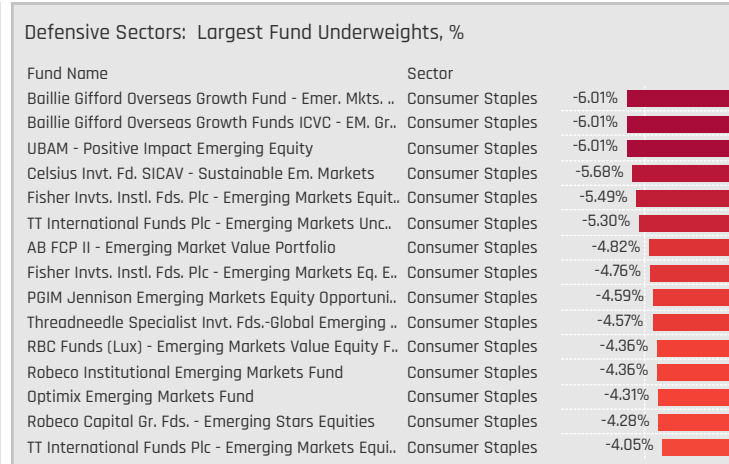 Defensive Sectors: Largest Fund Underweights, %
Fund Name Sector
Baillie Gifford Overseas Growth Fund - Emer. Mkts. .. Consumer Staples -6.01%
Baillie Gifford Overseas Growth Funds ICVC - EM. Gr.. Consumer Staples -6.01%
UBAM - Positive Impact Emerging Equity Consumer Staples -6.01%
Celsius Invt. Fd. SICAV - Sustainable Em. Markets Consumer Staples -5.68%
Fisher Invts. Instl. Fds. Plc - Emerging Markets Equit.. Consumer Staples -5.49%
TT International Funds Plc - Emerging Markets Unc.. Consumer Staples -5.30%
AB FCP II - Emerging Market Value Portfolio Consumer Staples -4.82%
Fisher Invts. Instl. Fds. Plc - Emerging Markets Eq. E.. Consumer Staples -4.76%
PGIM Jennison Emerging Markets Equity Opportuni.. Consumer Staples -4.59%
Threadneedle Specialist Invt. Fds.-Global Emerging .. Consumer Staples -4.57%
RBC Funds (Lux) - Emerging Markets Value Equity F.. Consumer Staples -4.36%
Robeco Institutional Emerging Markets Fund Consumer Staples -4.36%
Optimix Emerging Markets Fund Consumer Staples -4.31%
Robeco Capital Gr. Fds. - Emerging Stars Equities Consumer Staples -4.28%
TT International Funds Plc - Emerging Markets Equi.. Consumer Staples -4.05%